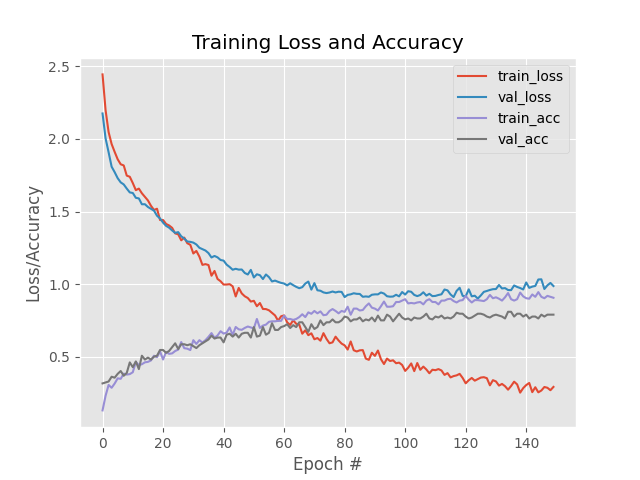 Training Loss and Accuracy
2.5
2.0
1.5
1.0
0.5
Loss/Accuracy
train_loss
val_loss
train_acc
val_acc
0 20 40 60 80 100 120 140
Epoch #